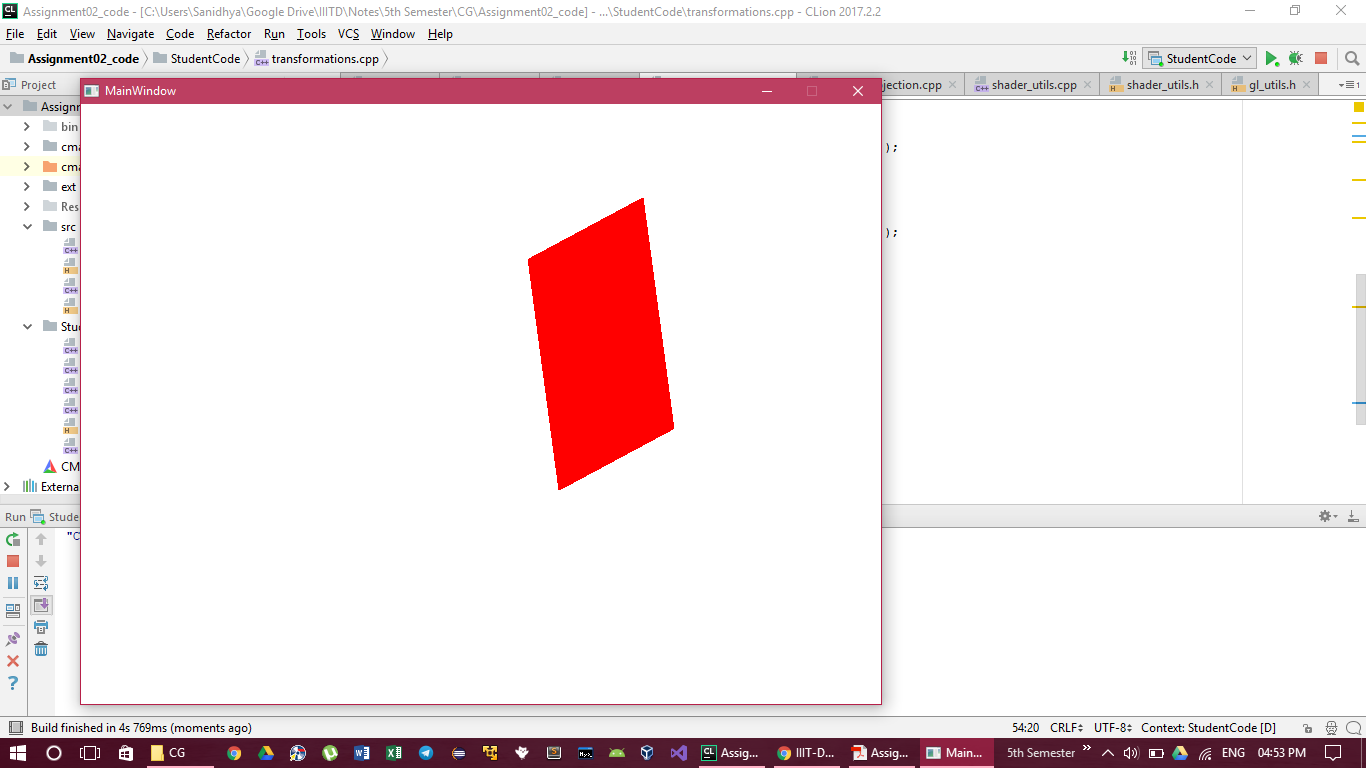 Assignment02_code - [C:\Users\Sanidhya\Google Drive\IIITD\Notes\5th Semester\CG\Assignment02_code] - ...\StudentCode\transformations.cpp - CLion 2017.2.2
File Edit View Navigate Code Refactor Run Tools VCS Window Help
Assignment02_code StudentCode transformations.cpp StudentCode
Project jection.cpp shader_utils.cpp shader_utils.h gl_utils.h 1
MainWindow
Assignr
bin
cma );
cma
ext
Res
src );
Stud
CM
Externa
Run Stude
"C
Build finished in 4s 769ms (moments ago) 54:20 CRLF UTF-8 Context: StudentCode [D]
CG Assig... IIIT-D... Assig... Main... 5th Semester ENG 04:53 PM